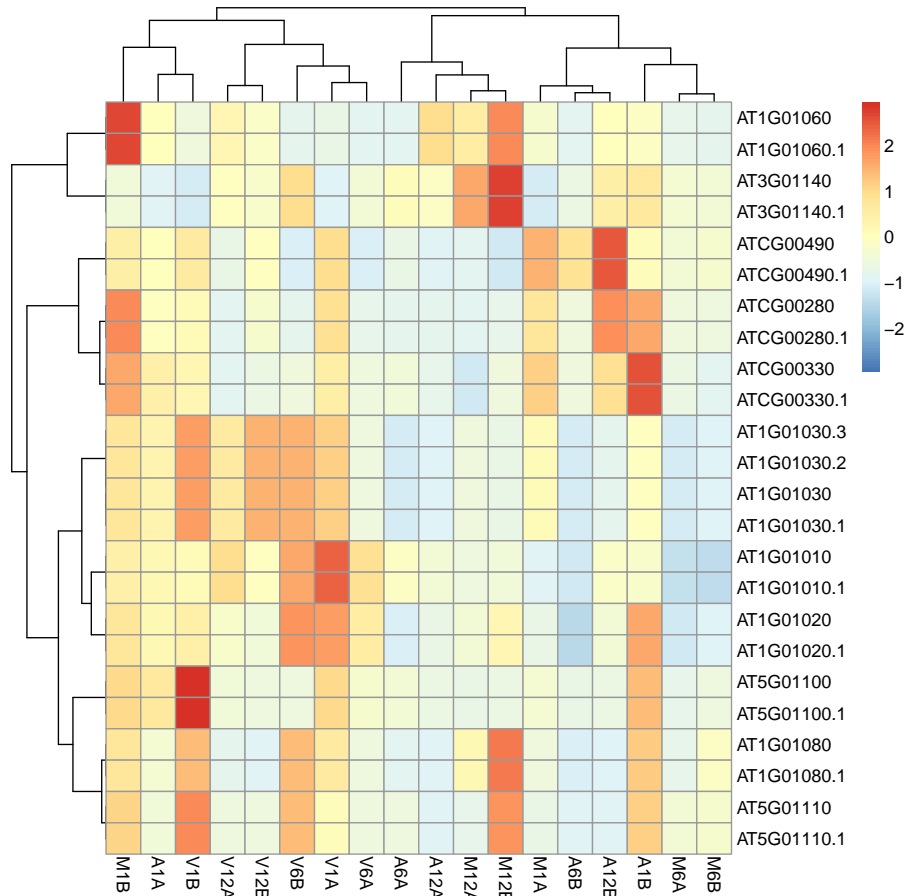 AT1G01060
AT1G01060.1
AT3G01140
AT3G01140.1
ATCG00490
ATCG00490.1
ATCG00280
ATCG00280.1
ATCG00330
ATCG00330.1
AT1G01030.3
AT1G01030.2
AT1G01030
AT1G01030.1
AT1G01010
AT1G01010.1
AT1G01020
AT1G01020.1
AT5G01100
AT5G01100.1
AT1G01080
AT1G01080.1
AT5G01110
AT5G01110.1
2
1
0
−1
−2
M1B
A1A
V1B
V12A
V12B
V6B
V1A
V6A
A6A
A12A
M12A
M12B
M1A
A6B
A12B
A1B
M6A
M6B